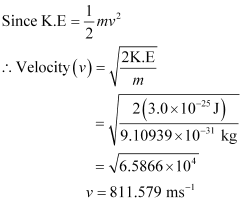 Since K.E = 1/2 mv²
∴ Velocity (v) = √(2K.E/m)
= √(2(3.0×10⁻²⁵ J)/9.10939×10⁻³¹ kg)
= √6.5866×10⁴
v = 811.579 ms⁻¹